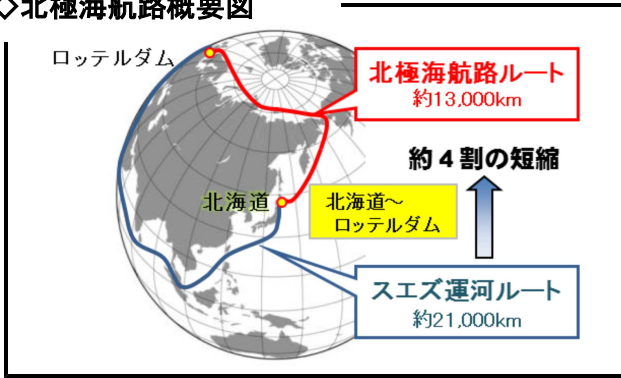 ◇北極海航路概要図
ロッテルダム
北極海航路ルート
約13,000km
約4割の短縮
北海道
北海道～
ロッテルダム
スエズ運河ルート
約21,000km